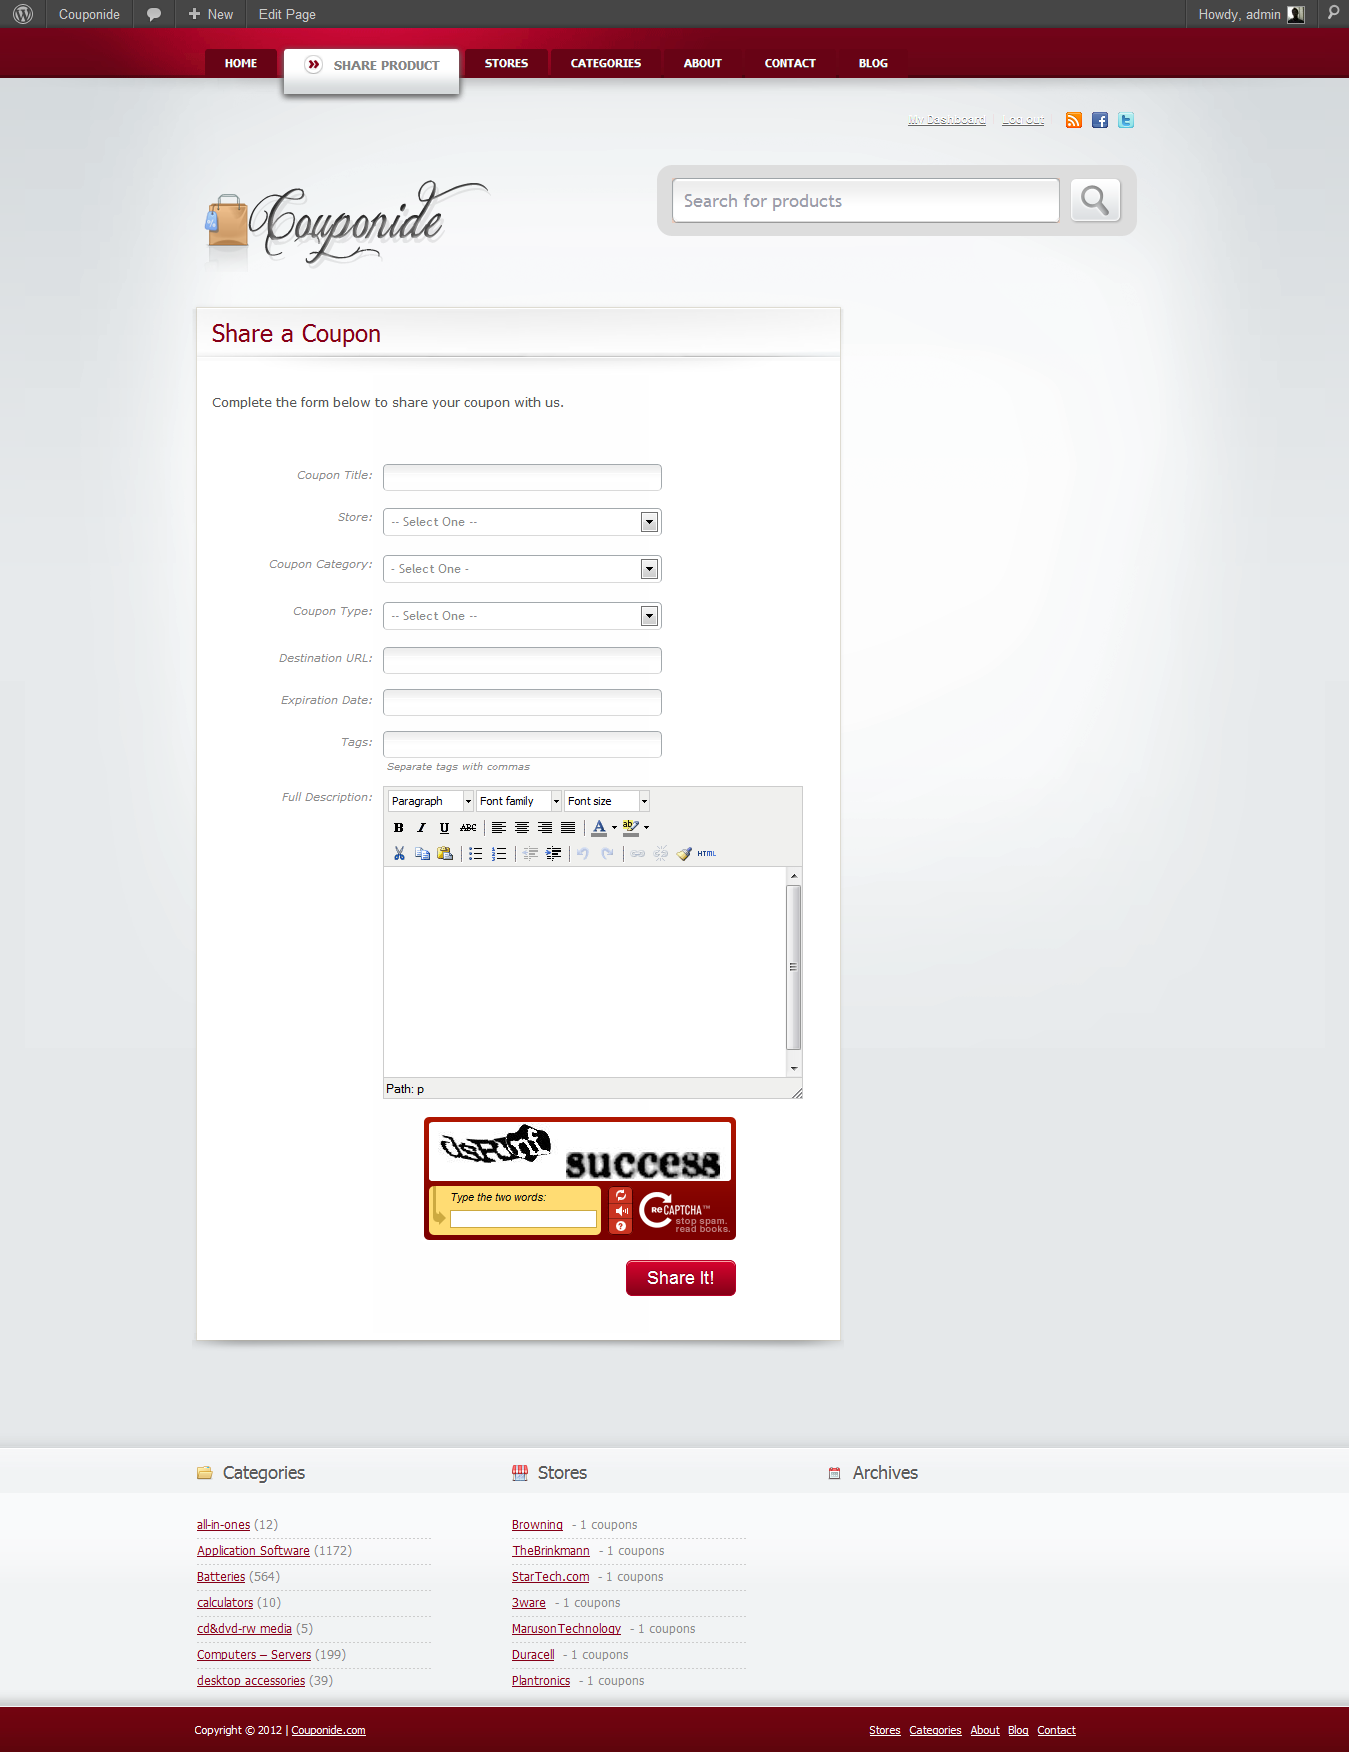 Couponide New Edit Page Howdy, admin
HOME SHARE PRODUCT STORES CATEGORIES ABOUT CONTACT BLOG
My Dashboard Log out
Couponide
Search for products
Share a Coupon
Complete the form below to share your coupon with us.
Coupon Title:
Store: -- Select One --
Coupon Category: - Select One -
Coupon Type: -- Select One --
Destination URL:
Expiration Date:
Tags:
Separate tags with commas
Full Description: Paragraph Font family Font size
B I U ABC A ab
HTML
Path: p
success
Type the two words:
ReCAPTCHA™
stop spam.
read books.
Share It!
Categories Stores Archives
all-in-ones (12) Browning - 1 coupons
Application Software (1172) TheBrinkmann - 1 coupons
Batteries (564) StarTech.com - 1 coupons
calculators (10) 3ware - 1 coupons
cd&dvd-rw media (5) MarusonTechnology - 1 coupons
Computers – Servers (199) Duracell - 1 coupons
desktop accessories (39) Plantronics - 1 coupons
Copyright © 2012 | Couponide.com Stores Categories About Blog Contact